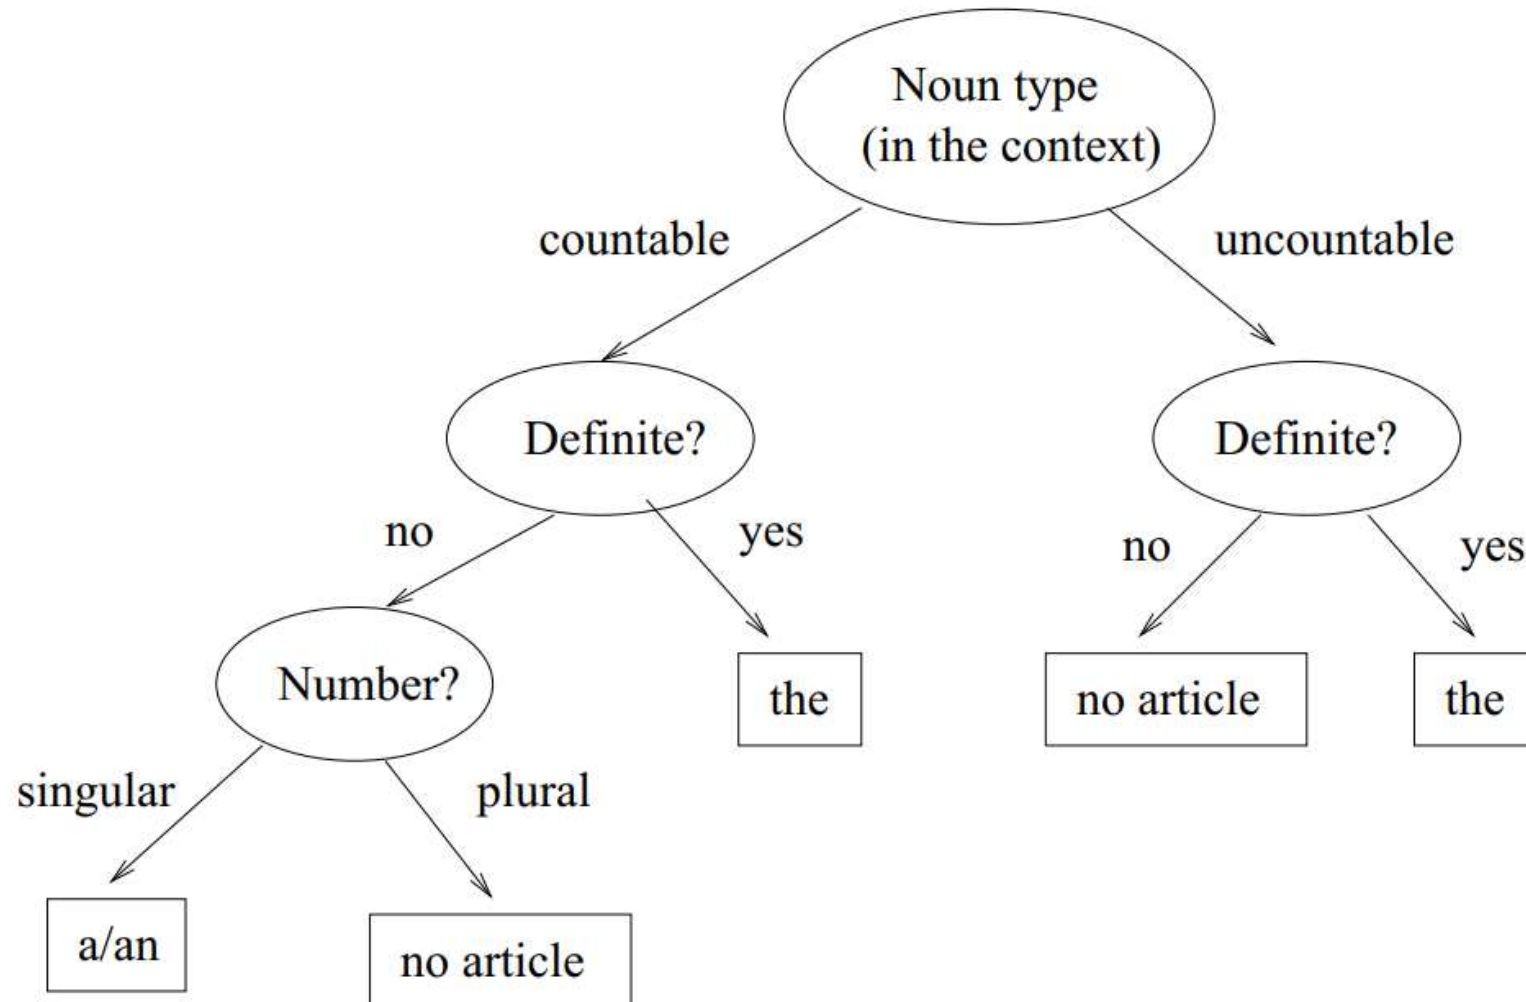 Noun type
(in the context)
countable
uncountable
Definite?
Definite?
no
yes
no
yes
Number?
the
no article
the
singular
plural
a/an
no article